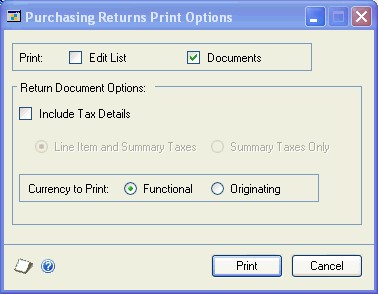 Purchasing Returns Print Options
Print: Edit List Documents
Return Document Options:
Include Tax Details
Line Item and Summary Taxes Summary Taxes Only
Currency to Print: Functional Originating
Print Cancel